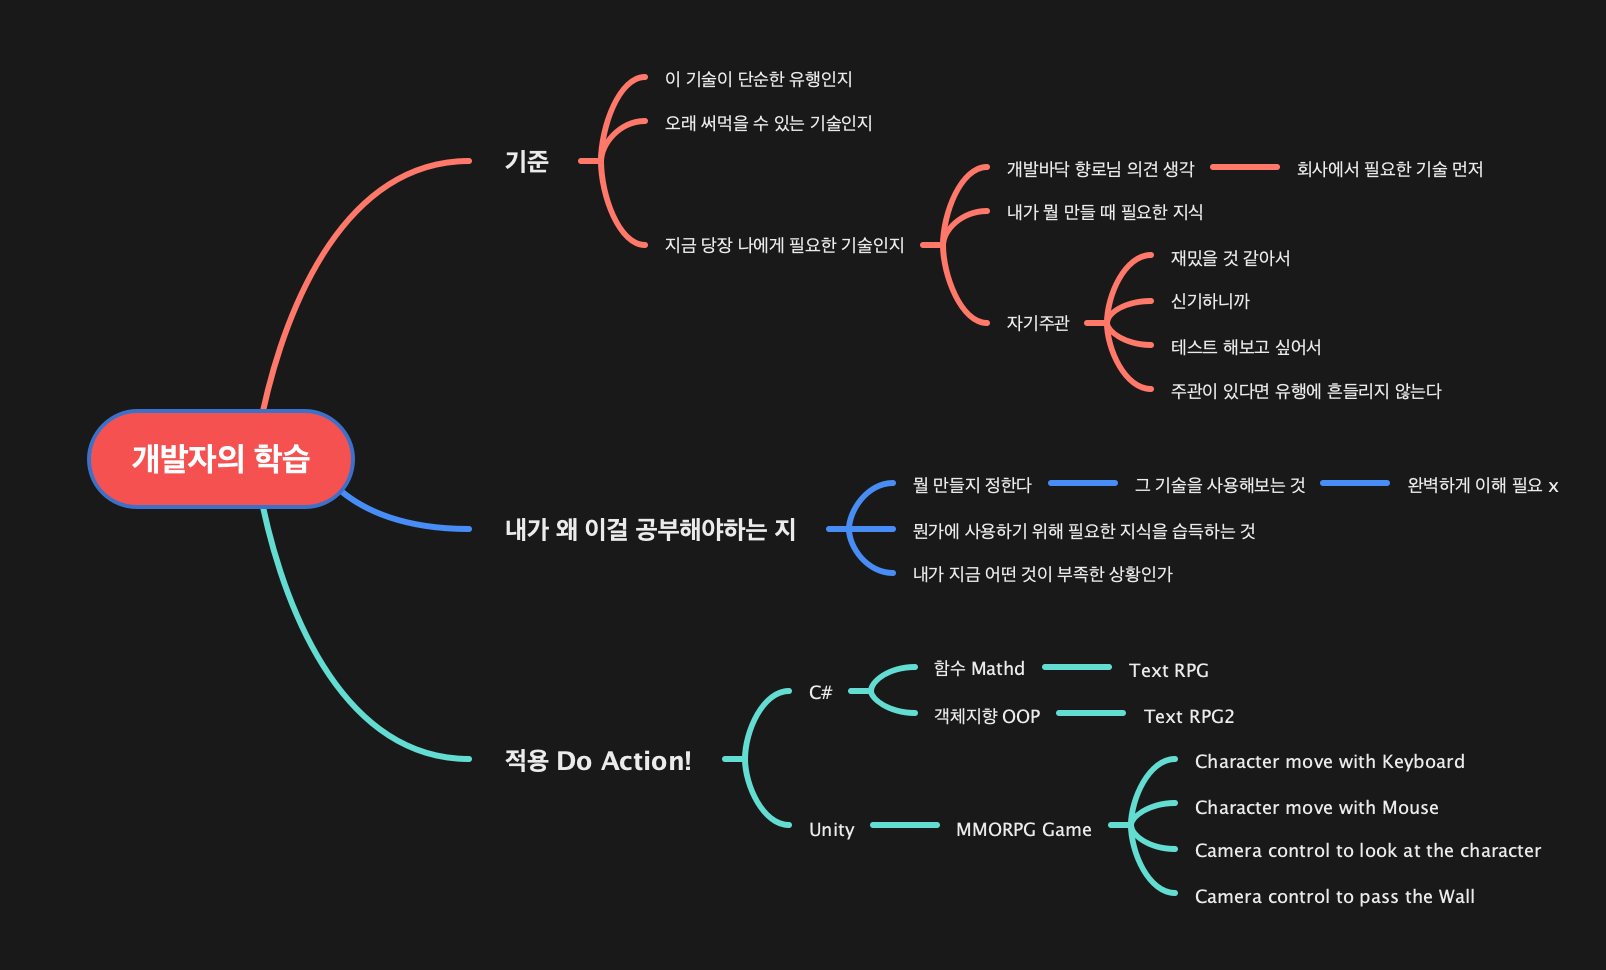 개발자의 학습
기준
이 기술이 단순한 유행인지
오래 써먹을 수 있는 기술인지
지금 당장 나에게 필요한 기술인지
개발바닥 향로님 의견 생각
회사에서 필요한 기술 먼저
내가 뭘 만들 때 필요한 지식
자기주관
재밌을 것 같아서
신기하니까
테스트 해보고 싶어서
주관이 있다면 유행에 흔들리지 않는다
내가 왜 이걸 공부해야하는 지
뭘 만들지 정한다
그 기술을 사용해보는 것
완벽하게 이해 필요 x
뭔가에 사용하기 위해 필요한 지식을 습득하는 것
내가 지금 어떤 것이 부족한 상황인가
적용 Do Action!
C#
함수 Mathd
Text RPG
객체지향 OOP
Text RPG2
Unity
MMORPG Game
Character move with Keyboard
Character move with Mouse
Camera control to look at the character
Camera control to pass the Wall